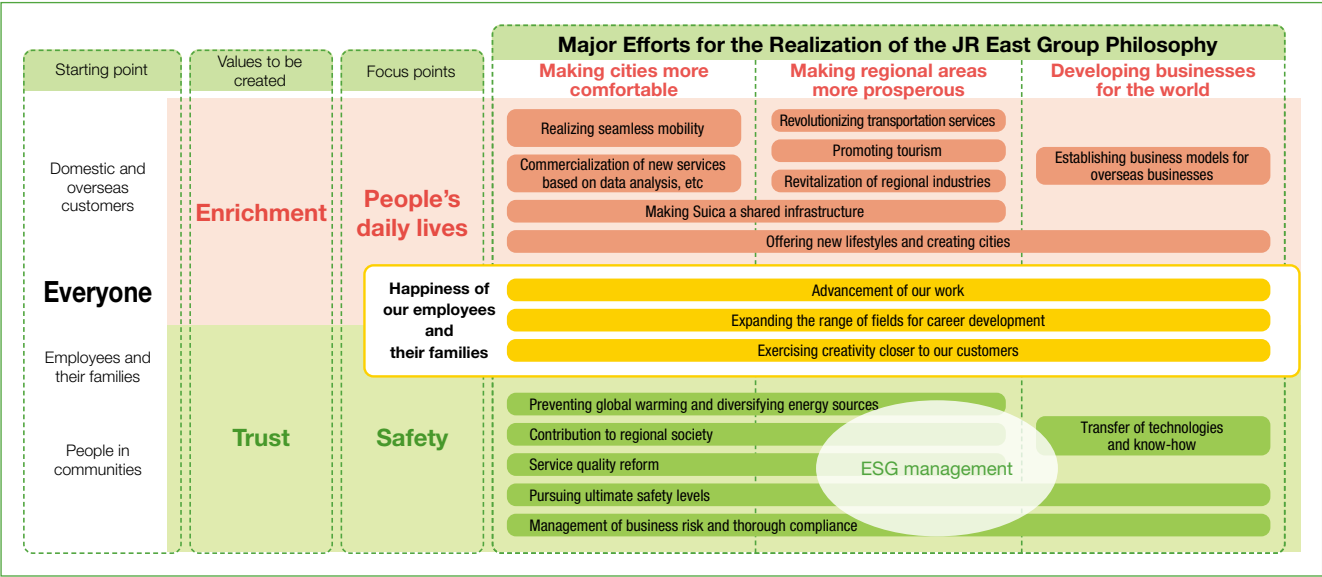 Major Efforts for the Realization of the JR East Group Philosophy
Starting point
Values to be
created
Focus points
Making cities more
comfortable
Making regional areas
more prosperous
Developing businesses
for the world
Domestic and
overseas
customers
Everyone
Employees and
their families
People in
communities
Enrichment
Trust
People's
daily lives
Safety
Realizing seamless mobility
Commercialization of new services
based on data analysis, etc
Revolutionizing transportation services
Promoting tourism
Revitalization of regional industries
Establishing business models for
overseas businesses
Making Suica a shared infrastructure
Offering new lifestyles and creating cities
Happiness of
our employees
and
their families
Advancement of our work
Expanding the range of fields for career development
Exercising creativity closer to our customers
Preventing global warming and diversifying energy sources
Contribution to regional society
Service quality reform
Pursuing ultimate safety levels
Management of business risk and thorough compliance
ESG management
Transfer of technologies
and know-how